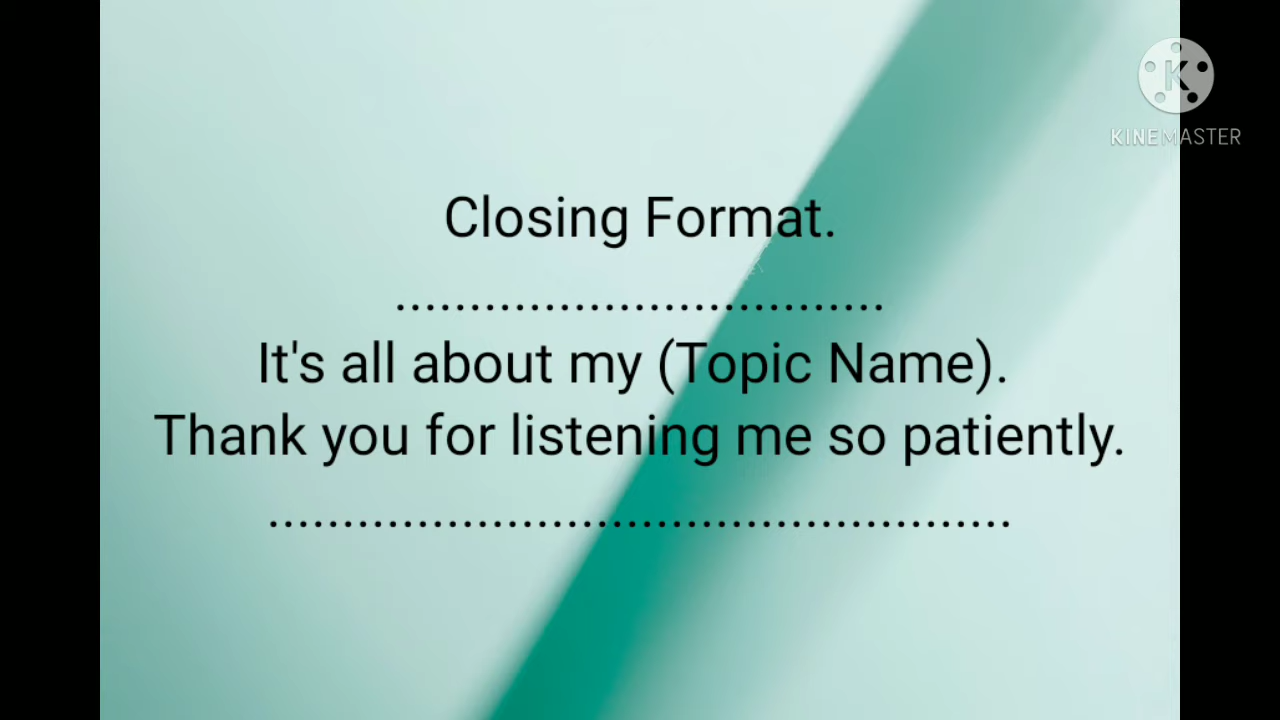 K
KINEMASTER
Closing Format.
.................................
It's all about my (Topic Name).
Thank you for listening me so patiently.
..................................................